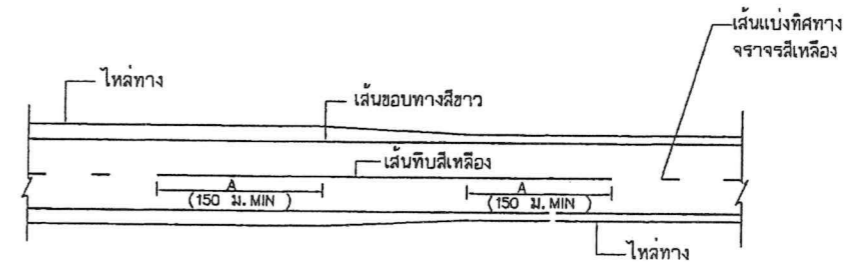 เส้นแบ่งทิศทาง
จราจรสีเหลือง
ไหล่ทาง
เส้นขอบทางสีขาว
เส้นทึบสีเหลือง
A
(150 ม. MIN )
A
(150 ม. MIN )
ไหล่ทาง